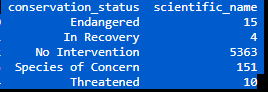 conservation_status scientific_name
Endangered 15
In Recovery 4
No Intervention 5363
Species of Concern 151
Threatened 10